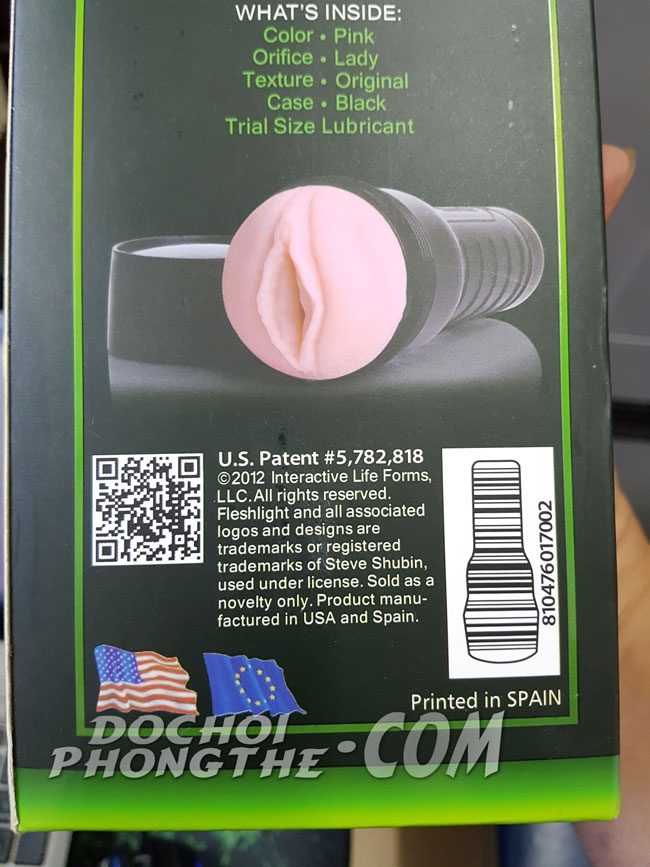 WHAT'S INSIDE:
Color • Pink
Orifice • Lady
Texture • Original
Case • Black
Trial Size Lubricant
U.S. Patent #5,782,818
©2012 Interactive Life Forms,
LLC. All rights reserved.
Fleshlight and all associated
logos and designs are
trademarks or registered
trademarks of Steve Shubin,
used under license. Sold as a
novelty only. Product manu-
factured in USA and Spain.
810476017002
Printed in SPAIN
DOCHOI
PHONGTHE.COM